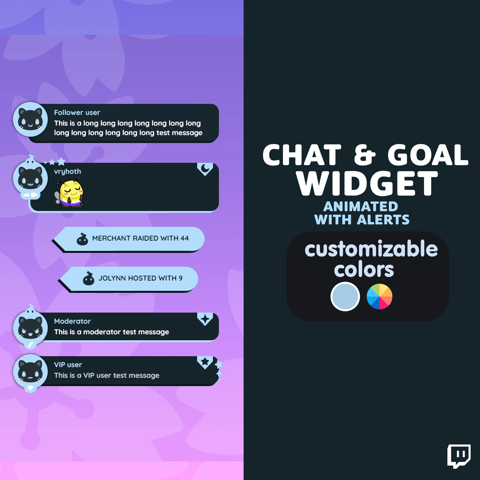 Follower user
This is a long long long long long long long
long long long long long long test message
vryhoth
MERCHANT RAIDED WITH 44
JOLYNN HOSTED WITH 9
Moderator
This is a moderator test message
VIP user
This is a VIP user test message
CHAT & GOAL
WIDGET
ANIMATED
WITH ALERTS
customizable
colors